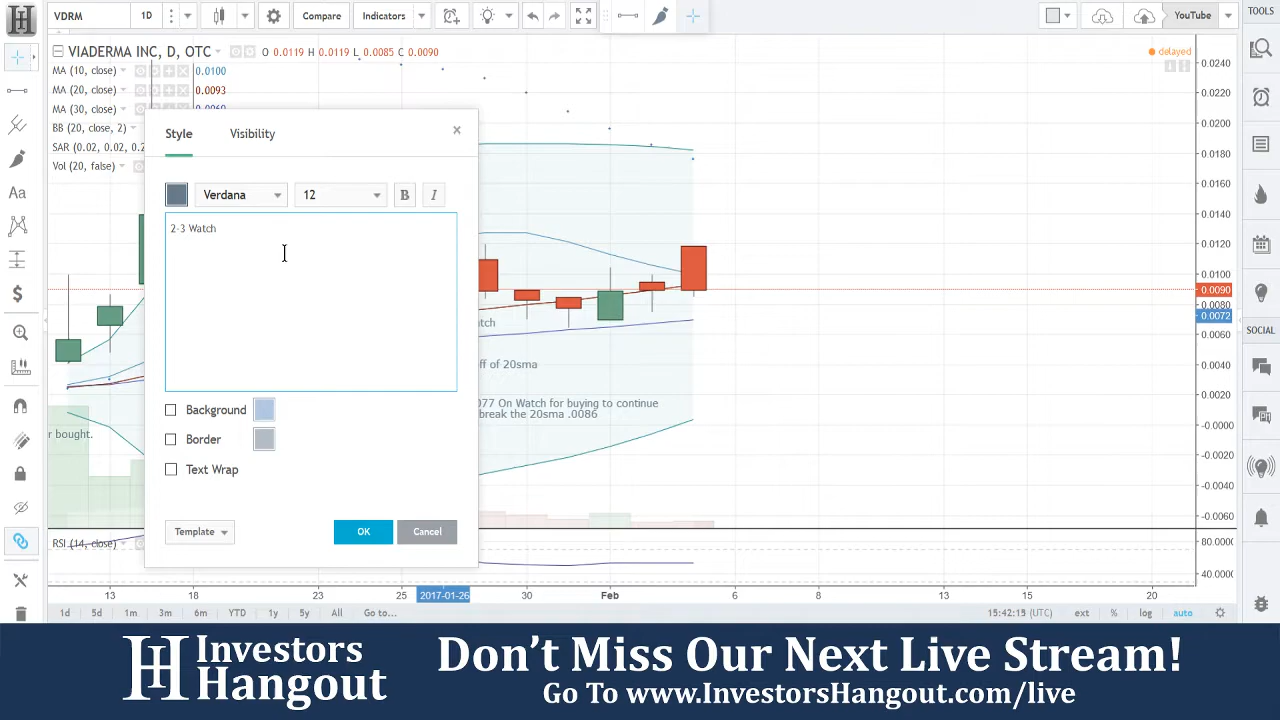 VDRM
1D
Compare
Indicators
YouTube
TOOLS
VIADERMA INC, D, OTC
O 0.0119 H 0.0119 L 0.0085 C 0.0090
delayed
MA (10, close)
0.0100
MA (20, close)
0.0093
MA (30, close)
BB (20, close, 2)
SAR (0.02, 0.02, 0.2
Vol (20, false)
Style
Visibility
×
Verdana
12
B
I
2-3 Watch
Background
Border
Text Wrap
Template
OK
Cancel
r bought.
tch
ff of 20sma
077 On Watch for buying to continue
break the 20sma .0086
Aa
$
0.0240
0.0220
0.0200
0.0180
0.0160
0.0140
0.0120
0.0100
0.0090
0.0080
0.0072
0.0060
0.0040
0.0020
-0.0000
-0.0020
-0.0040
-0.0060
80.0000
40.0000
SOCIAL
RSI (14, close)
13
18
23
25
2017-01-26
30
Feb
6
8
13
15
20
1d
5d
1m
3m
6m
YTD
1y
5y
All
Go to...
15:42:15 (UTC)
ext
%
log
auto
Investors
Hangout
Don't Miss Our Next Live Stream!
Go To www.InvestorsHangout.com/live